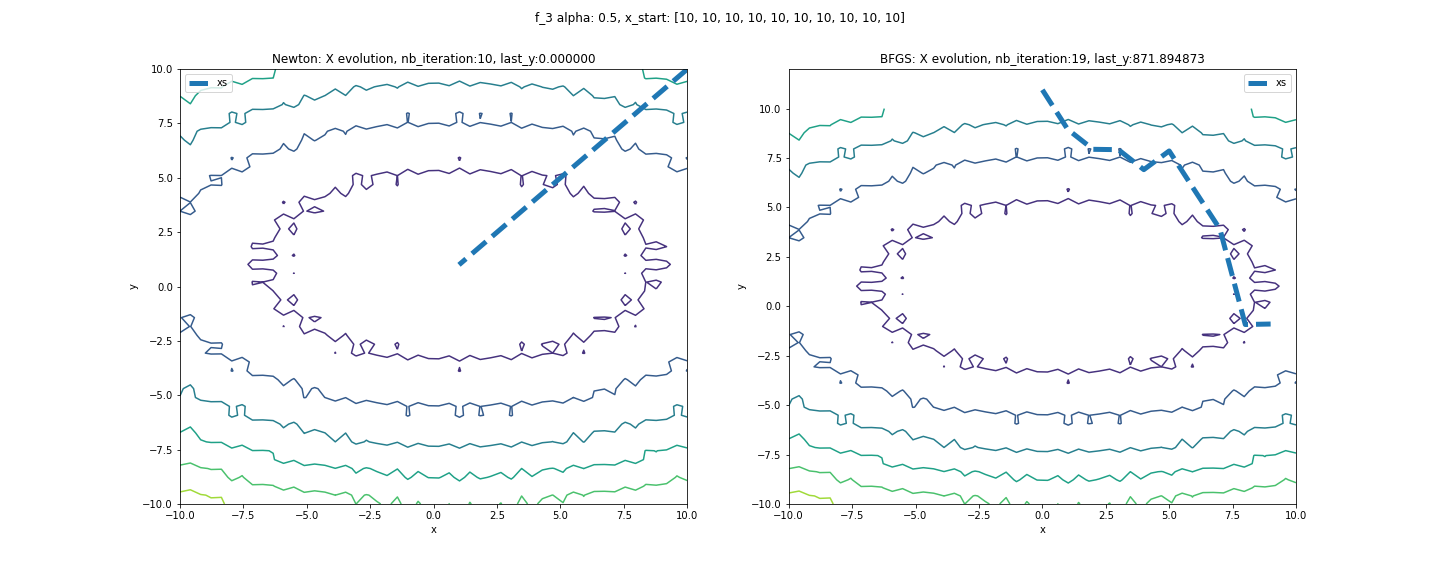 f_3 alpha: 0.5, x_start: [10, 10, 10, 10, 10, 10, 10, 10, 10, 10]
Newton: X evolution, nb_iteration:10, last_y:0.000000
xs
10.0
7.5
5.0
2.5
0.0
−2.5
−5.0
−7.5
−10.0
y
−10.0 −7.5 −5.0 −2.5 0.0 2.5 5.0 7.5 10.0
x
BFGS: X evolution, nb_iteration:19, last_y:871.894873
xs
10.0
7.5
5.0
2.5
0.0
−2.5
−5.0
−7.5
−10.0
y
−10.0 −7.5 −5.0 −2.5 0.0 2.5 5.0 7.5 10.0
x